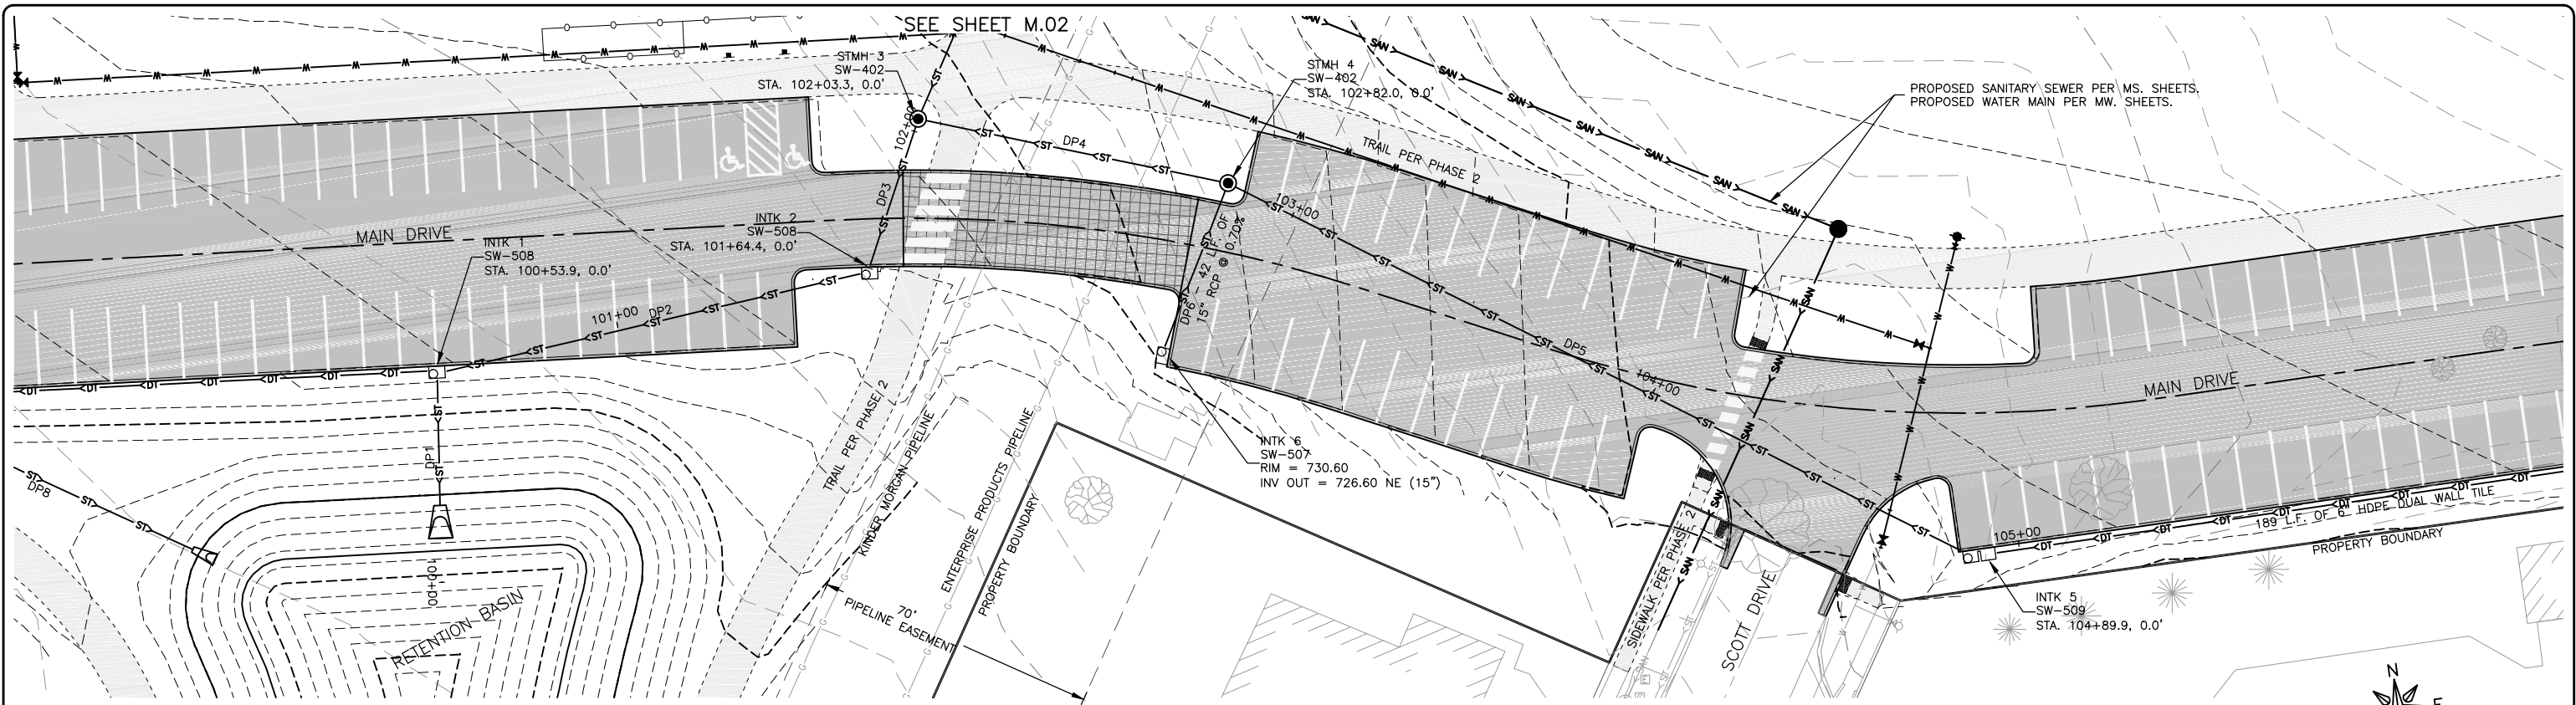 SEE SHEET M.02
STMH 3
SW-402
STA. 102+03.3, 0.0'
STMH 4
SW-402
STA. 102+82.0, 0.0'
PROPOSED SANITARY SEWER PER MS. SHEETS.
PROPOSED WATER MAIN PER MW. SHEETS.
102+00
DP4
TRAIL PER PHASE 2
DP3
INTK 2
SW-508
STA. 101+64.4, 0.0'
103+00
MAIN DRIVE
INTK 1
SW-508
STA. 100+53.9, 0.0'
DP6 - 42 L.F. OF
15" RCP @ 0.70%
101+00
DP2
DP5
104+00
MAIN DRIVE
DP1
DP8
TRAIL PER PHASE 2
KINDER MORGAN PIPELINE
ENTERPRISE PRODUCTS PIPELINE
PROPERTY BOUNDARY
INTK 6
SW-507
RIM = 730.60
INV OUT = 726.60 NE (15")
189 L.F. OF 6" HDPE DUAL WALL TILE
105+00
PROPERTY BOUNDARY
100+00
RETENTION BASIN
70'
PIPELINE EASEMENT
SIDEWALK PER PHASE 2
SCOTT DRIVE
INTK 5
SW-509
STA. 104+89.9, 0.0'
N
E